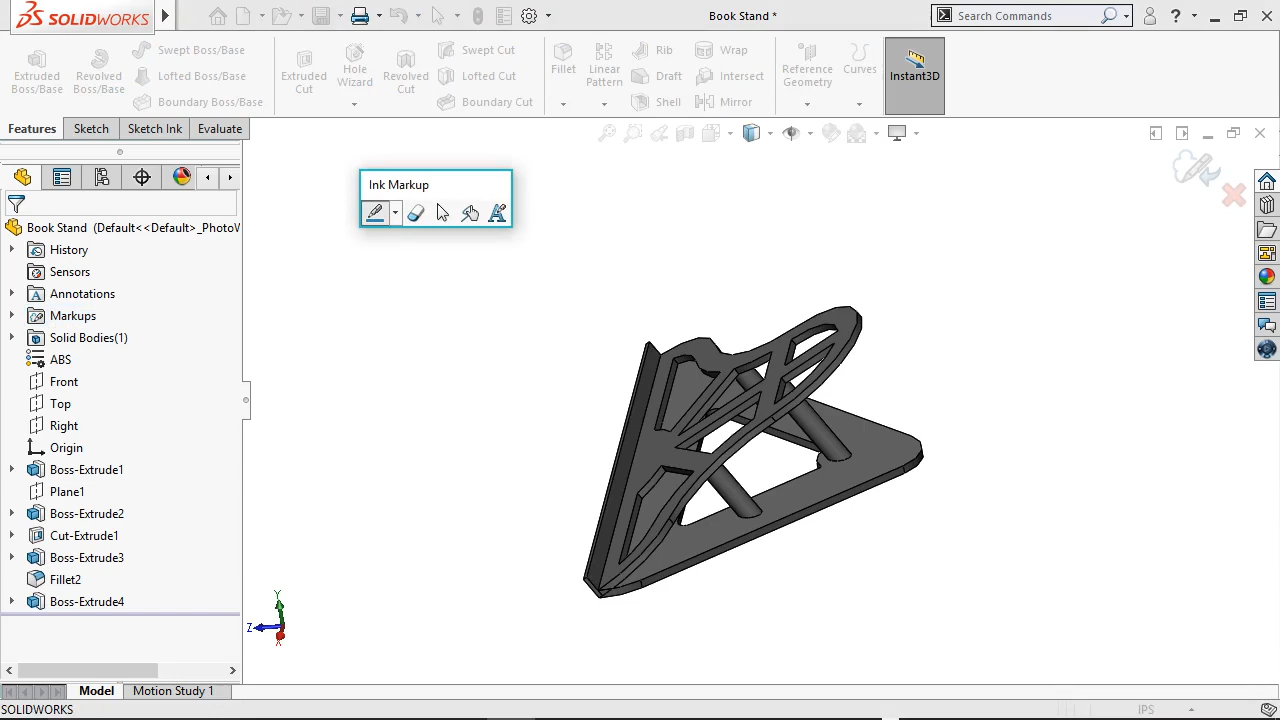 SOLIDWORKS
Book Stand *
Search Commands
Extruded Boss/Base
Revolved Boss/Base
Swept Boss/Base
Lofted Boss/Base
Boundary Boss/Base
Extruded Cut
Hole Wizard
Revolved Cut
Swept Cut
Lofted Cut
Boundary Cut
Fillet
Linear Pattern
Rib
Draft
Shell
Wrap
Intersect
Mirror
Reference Geometry
Curves
Instant3D
Features
Sketch
Sketch Ink
Evaluate
Ink Markup
Book Stand (Default<<Default>_PhotoW
History
Sensors
Annotations
Markups
Solid Bodies(1)
ABS
Front
Top
Right
Origin
Boss-Extrude1
Plane1
Boss-Extrude2
Cut-Extrude1
Boss-Extrude3
Fillet2
Boss-Extrude4
Y
Z
X
Model
Motion Study 1
SOLIDWORKS
IPS